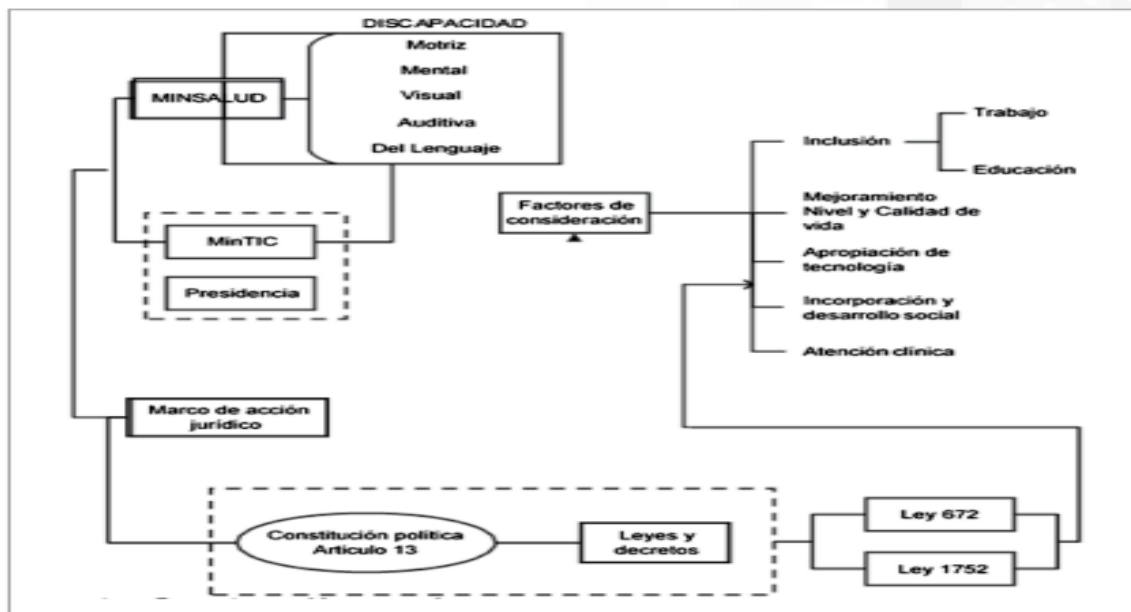 DISCAPACIDAD
Motriz
Mental
Visual
Auditiva
Del Lenguaje
MINSALUD
MinTIC
Presidencia
Factores de
consideración
Inclusión
Trabajo
Educación
Mejoramiento
Nivel y Calidad de
vida
Apropiación de
tecnología
Incorporación y
desarrollo social
Atención clínica
Marco de acción
jurídico
Constitución política
Artículo 13
Leyes y
decretos
Ley 672
Ley 1752